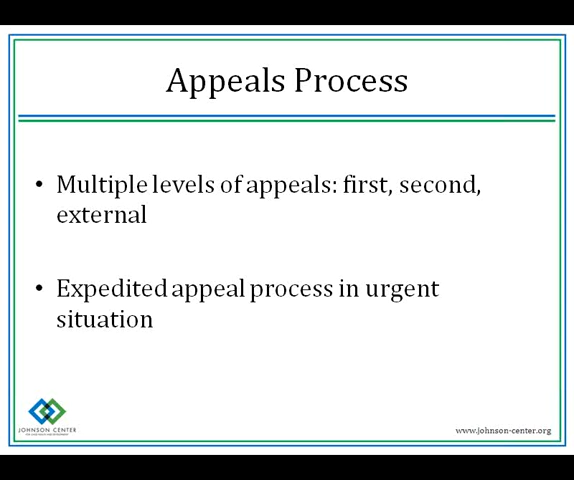 Appeals Process
• Multiple levels of appeals: first, second,
external
• Expedited appeal process in urgent
situation
JOHNSON CENTER
www.johnson-center.org